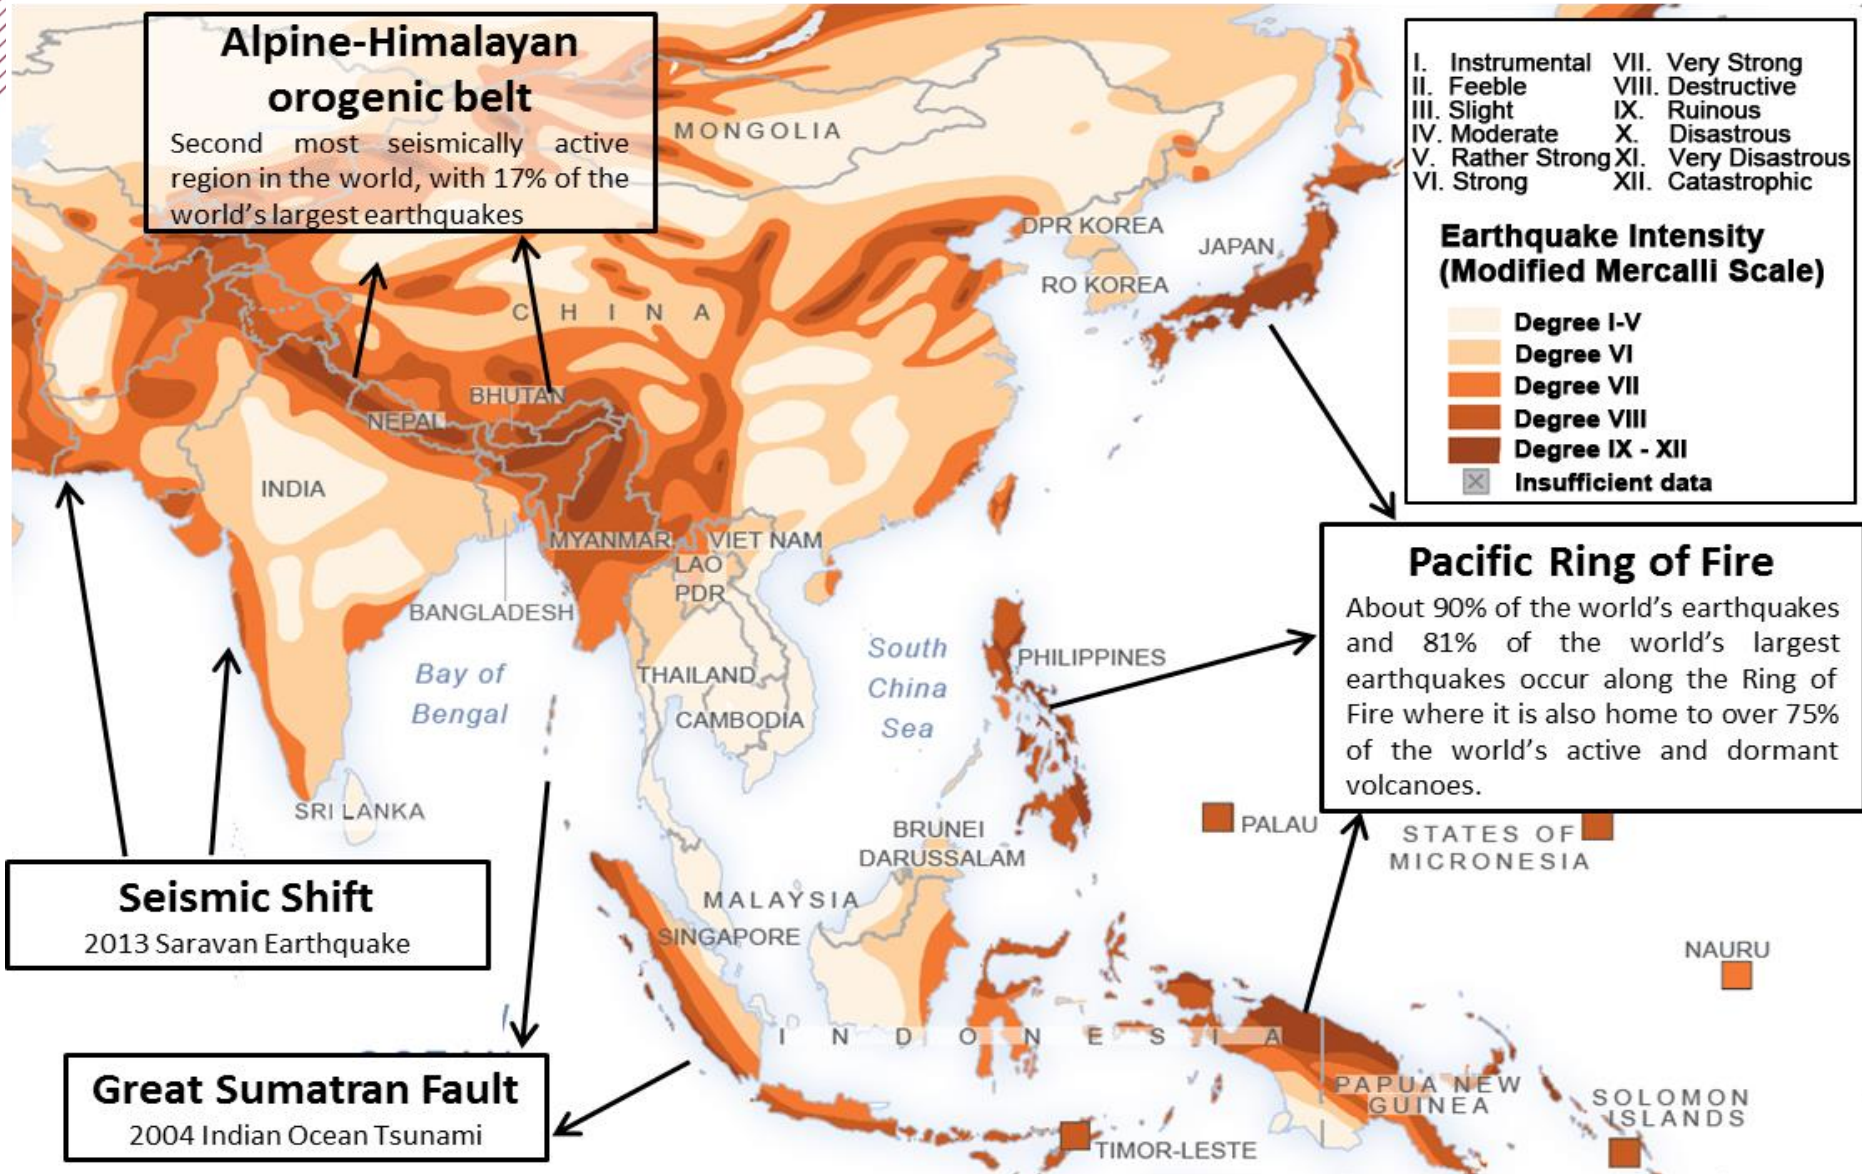 Alpine-Himalayan
orogenic belt
Second most seismically active
region in the world, with 17% of the
world's largest earthquakes
I. Instrumental VII. Very Strong
II. Feeble VIII. Destructive
III. Slight IX. Ruinous
IV. Moderate X. Disastrous
V. Rather Strong XI. Very Disastrous
VI. Strong XII. Catastrophic
Earthquake Intensity
(Modified Mercalli Scale)
Degree I-V
Degree VI
Degree VII
Degree VIII
Degree IX - XII
Insufficient data
MONGOLIA
DPR KOREA
JAPAN
RO KOREA
CHINA
BHUTAN
NEPAL
INDIA
MYANMAR
VIET NAM
LAO
PDR
BANGLADESH
Bay of
Bengal
THAILAND
CAMBODIA
South
China
Sea
PHILIPPINES
SRI LANKA
Pacific Ring of Fire
About 90% of the world's earthquakes
and 81% of the world's largest
earthquakes occur along the Ring of
Fire where it is also home to over 75%
of the world's active and dormant
volcanoes.
BRUNEI
DARUSSALAM
PALAU
STATES OF
MICRONESIA
MALAYSIA
SINGAPORE
Seismic Shift
2013 Saravan Earthquake
NAURU
INDONESIA
Great Sumatran Fault
2004 Indian Ocean Tsunami
PAPUA NEW
GUINEA
SOLOMON
ISLANDS
TIMOR-LESTE